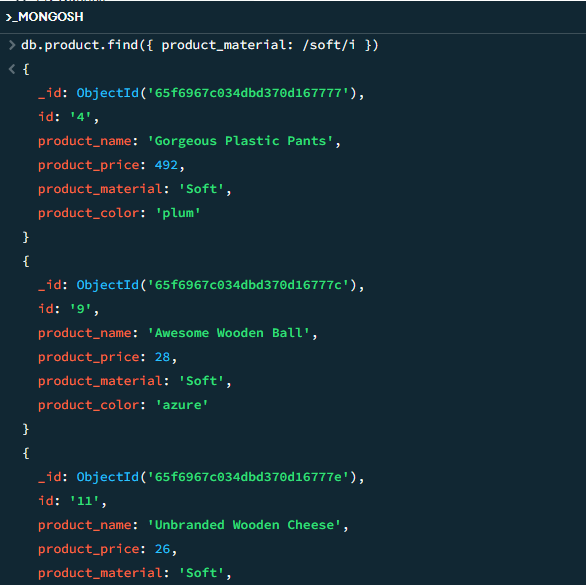 >_MONGOSH
> db.product.find({ product_material: /soft/i })
< {
_id: ObjectId('65f6967c034dbd370d167777'),
id: '4',
product_name: 'Gorgeous Plastic Pants',
product_price: 492,
product_material: 'Soft',
product_color: 'plum'
}
{
_id: ObjectId('65f6967c034dbd370d16777c'),
id: '9',
product_name: 'Awesome Wooden Ball',
product_price: 28,
product_material: 'Soft',
product_color: 'azure'
}
{
_id: ObjectId('65f6967c034dbd370d16777e'),
id: '11',
product_name: 'Unbranded Wooden Cheese',
product_price: 26,
product_material: 'Soft',